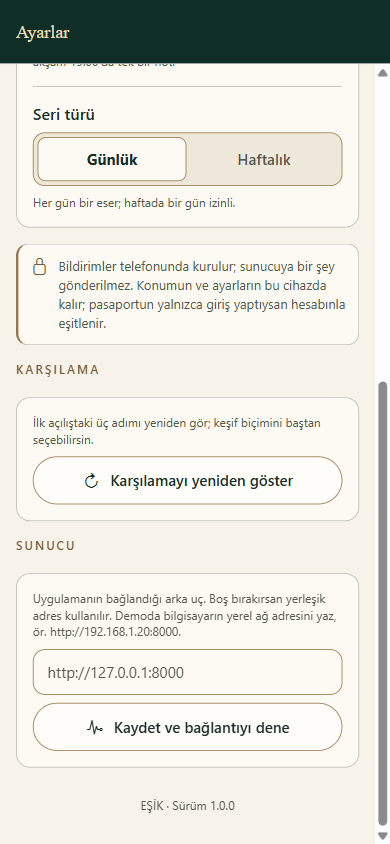 Ayarlar
Seri türü
Günlük
Haftalık
Her gün bir eser; haftada bir gün izinli.
Bildirimler telefonunda kurulur; sunucuya bir şey
gönderilmez. Konumun ve ayarların bu cihazda
kalır; pasaportun yalnızca giriş yaptıysan hesabınla
eşitlenir.
KARŞILAMA
İlk açılıştaki üç adımı yeniden gör; keşif biçimini baştan
seçebilirsin.
Karşılamayı yeniden göster
SUNUCU
Uygulamanın bağlandığı arka uç. Boş bırakırsan yerleşik
adres kullanılır. Demoda bilgisayarın yerel ağ adresini yaz,
ör. http://192.168.1.20:8000.
http://127.0.0.1:8000
Kaydet ve bağlantıyı dene
EŞİK · Sürüm 1.0.0